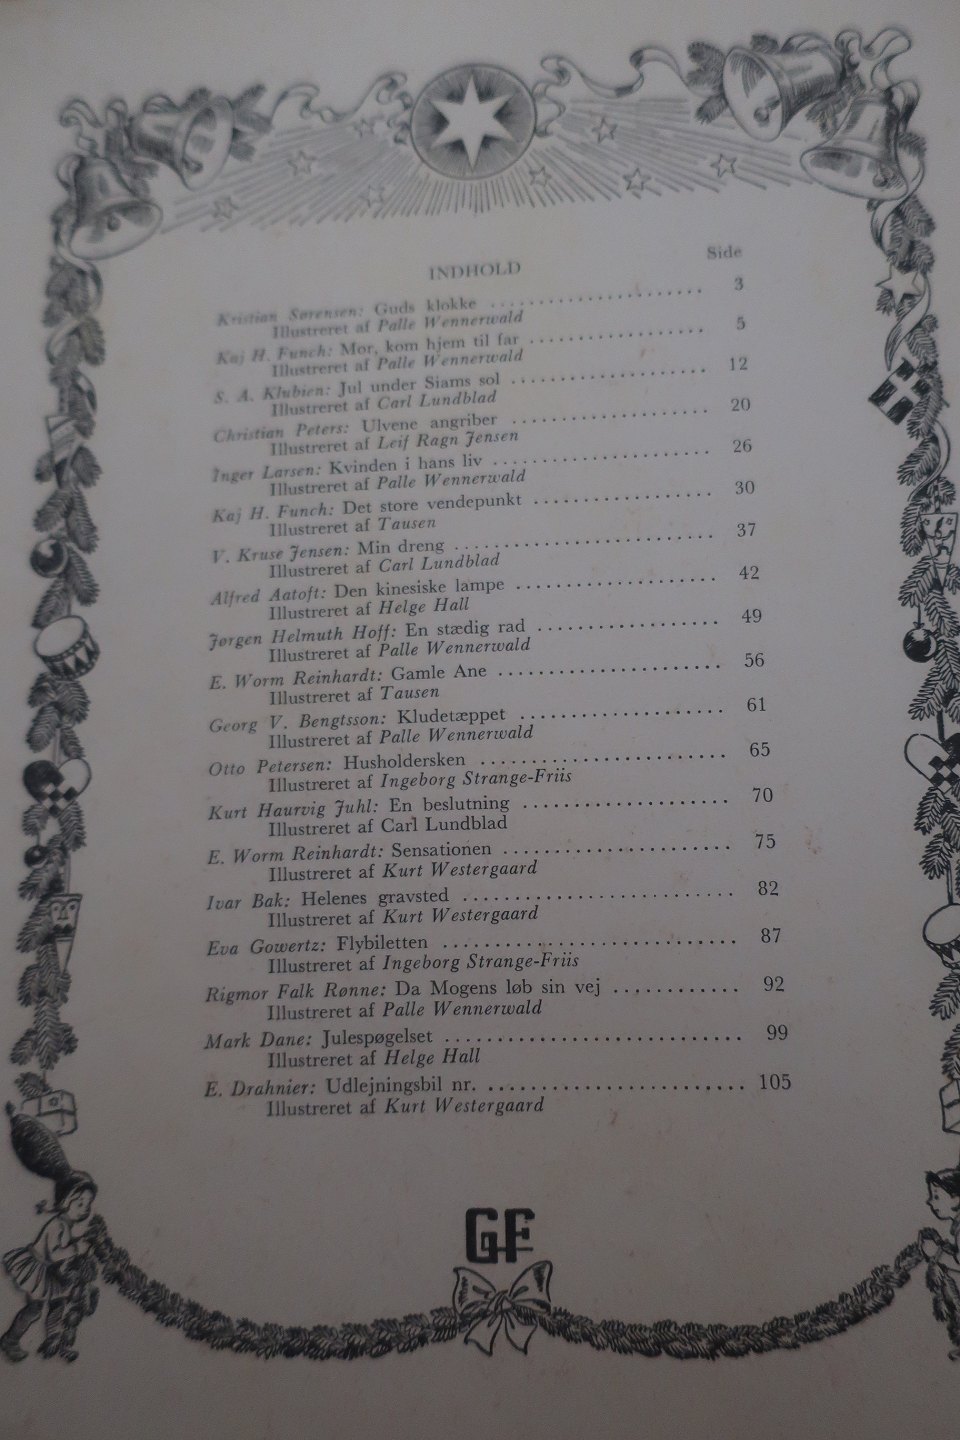 INDHOLD Side
Kristian Sørensen: Guds klokke ........................ 3
Illustreret af Palle Wennerwald
Kaj H. Funch: Mor, kom hjem til far .................... 5
Illustreret af Palle Wennerwald
S. A. Klubien: Jul under Siams sol ...................... 12
Illustreret af Carl Lundblad
Christian Peters: Ulvene angriber ...................... 20
Illustreret af Leif Ragn Jensen
Inger Larsen: Kvinden i hans liv ........................ 26
Illustreret af Palle Wennerwald
Kaj H. Funch: Det store vendepunkt .................... 30
Illustreret af Tausen
V. Kruse Jensen: Min dreng ............................ 37
Illustreret af Carl Lundblad
Alfred Aatoft: Den kinesiske lampe ...................... 42
Illustreret af Helge Hall
Jørgen Helmuth Hoff: En stædig rad .................... 49
Illustreret af Palle Wennerwald
E. Worm Reinhardt: Gamle Ane ........................ 56
Illustreret af Tausen
Georg V. Bengtsson: Kludetæppet ...................... 61
Illustreret af Palle Wennerwald
Otto Petersen: Husholdersken .......................... 65
Illustreret af Ingeborg Strange-Friis
Kurt Haurvig Juhl: En beslutning ...................... 70
Illustreret af Carl Lundblad
E. Worm Reinhardt: Sensationen ........................ 75
Illustreret af Kurt Westergaard
Ivar Bak: Helenes gravsted ............................ 82
Illustreret af Kurt Westergaard
Eva Gowertz: Flybiletten .............................. 87
Illustreret af Ingeborg Strange-Friis
Rigmor Falk Rønne: Da Mogens løb sin vej ............ 92
Illustreret af Palle Wennerwald
Mark Dane: Julespøgelset .............................. 99
Illustreret af Helge Hall
E. Drahnier: Udlejningsbil nr. .......................... 105
Illustreret af Kurt Westergaard
GF